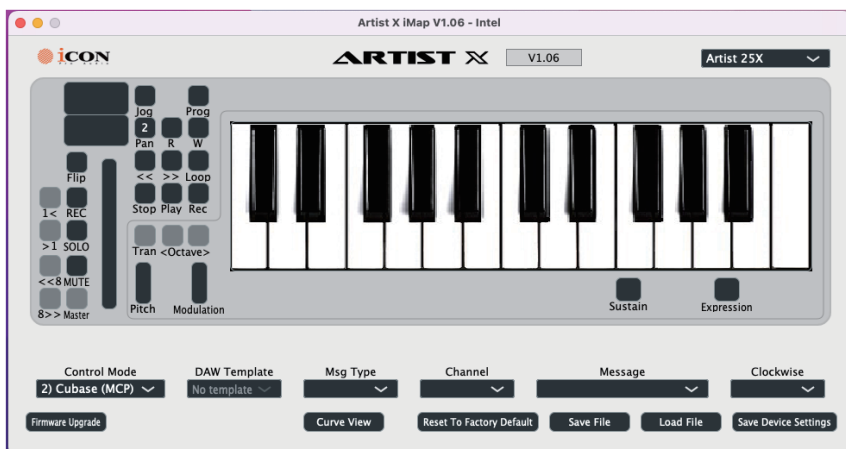 Artist X iMap V1.06 - Intel
iCON
PRO AUDIO
ARTIST X
V1.06
Artist 25X
Jog Prog
2
Pan R W
Flip
<< >> Loop
1< REC
Stop Play Rec
>1 SOLO
Tran <Octave>
<<8 MUTE
8>> Master
Pitch Modulation
Sustain Expression
Control Mode DAW Template Msg Type Channel Message Clockwise
2) Cubase (MCP) No template
Firmware Upgrade Curve View Reset To Factory Default Save File Load File Save Device Settings